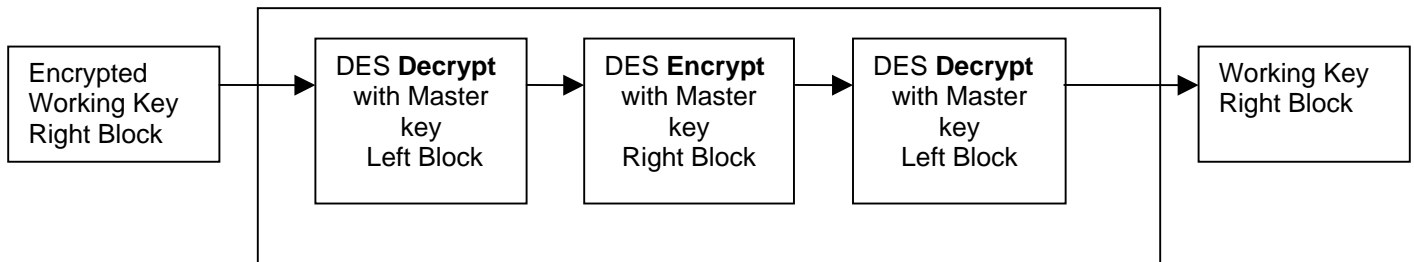 Encrypted
Working Key
Right Block
DES Decrypt
with Master
key
Left Block
DES Encrypt
with Master
key
Right Block
DES Decrypt
with Master
key
Left Block
Working Key
Right Block